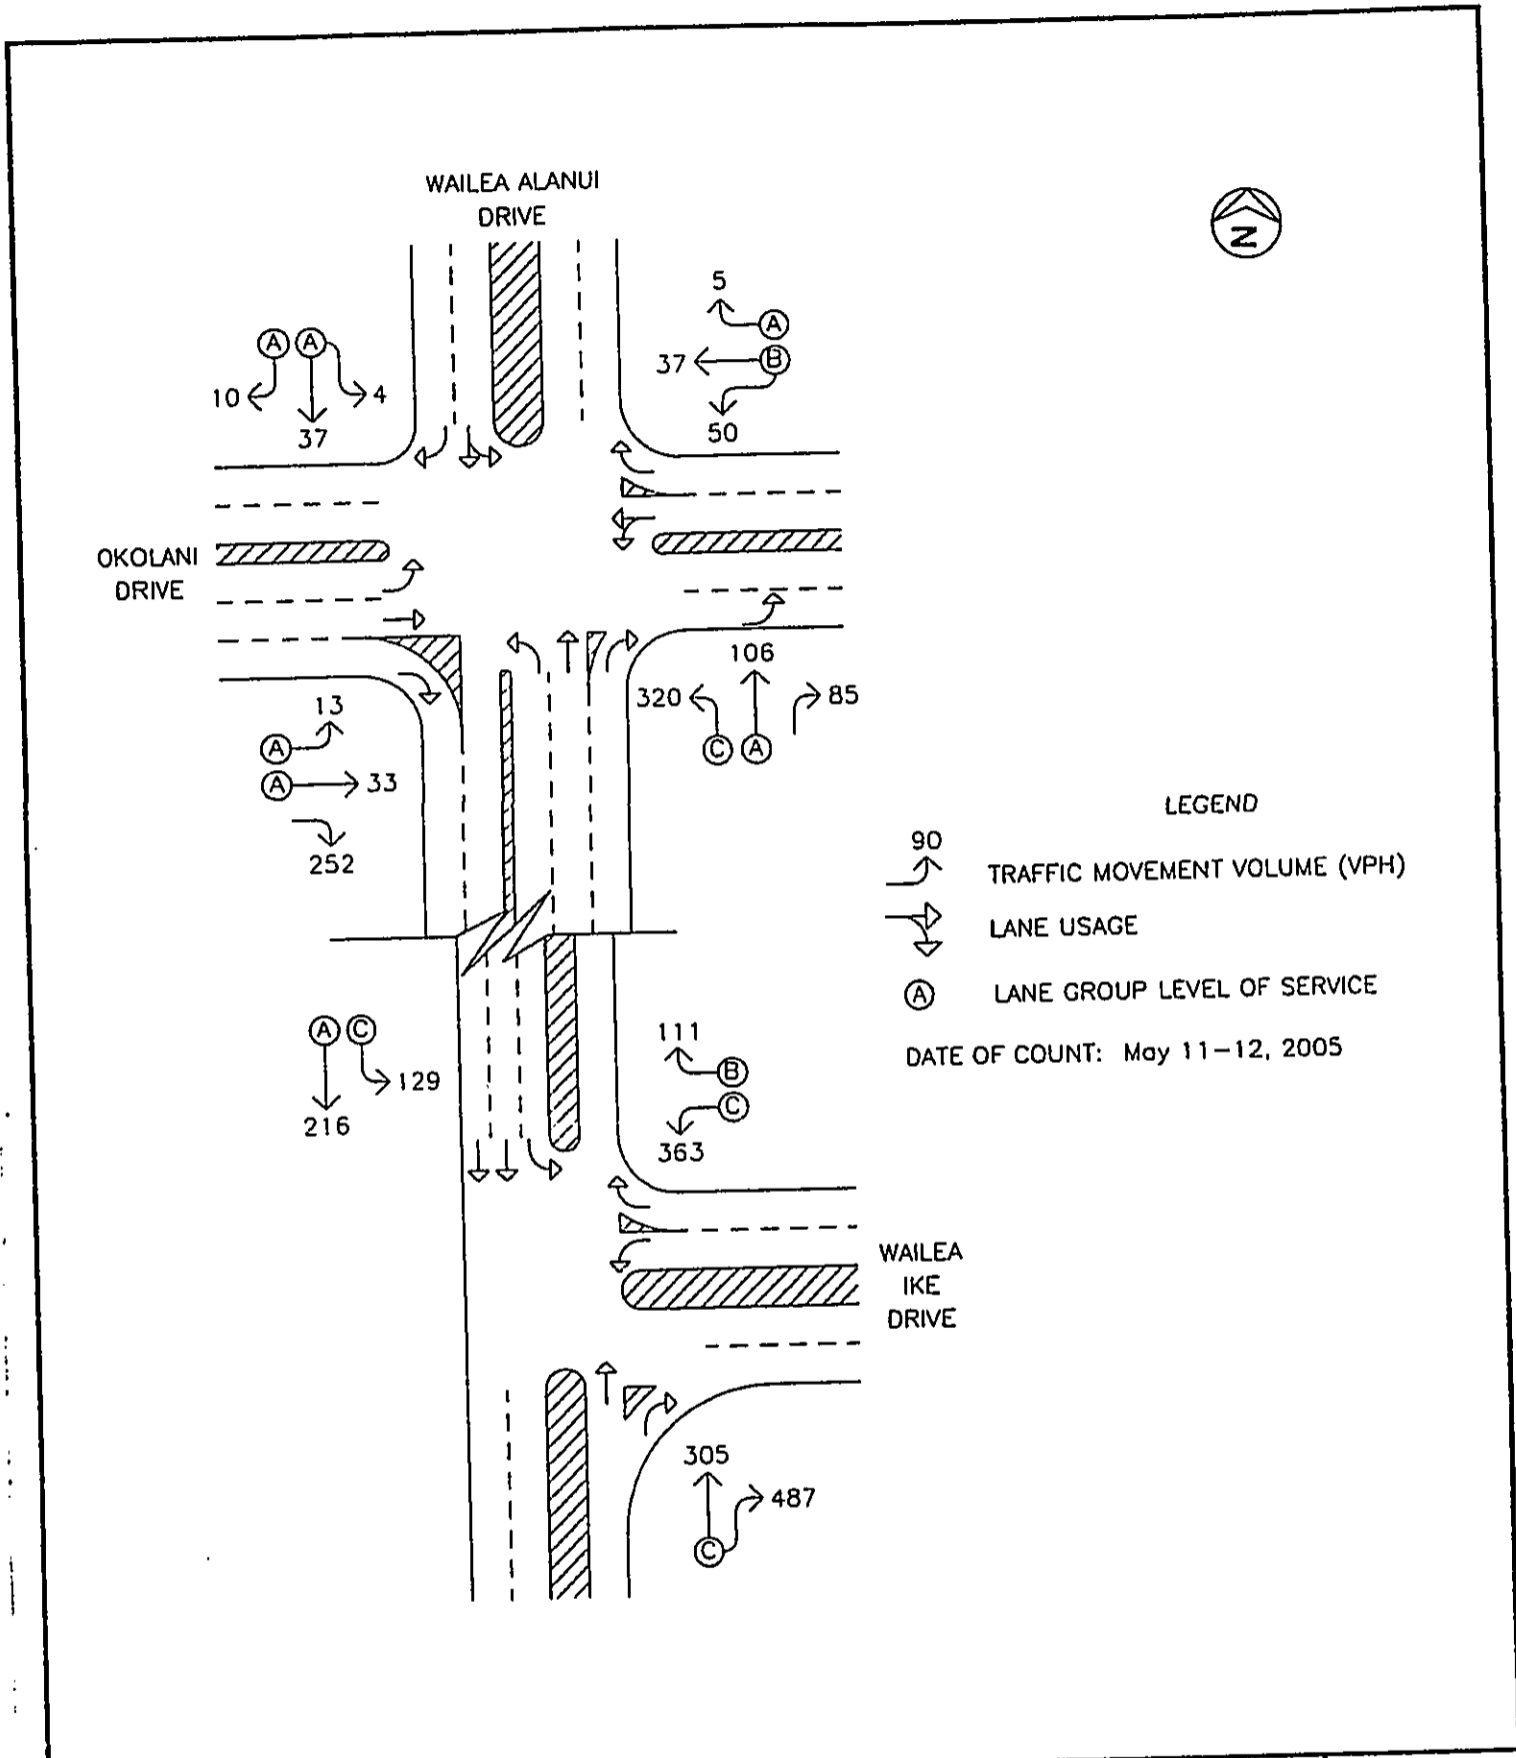 WAILEA ALANUI
DRIVE
N
5
A
A A
37 B
10 4
37
50
OKOLANI
DRIVE
106
320 85
13
C A
A
A 33
252
LEGEND
90
TRAFFIC MOVEMENT VOLUME (VPH)
LANE USAGE
A LANE GROUP LEVEL OF SERVICE
DATE OF COUNT: May 11-12, 2005
A C
111
B
129
C
216
363
WAILEA
IKE
DRIVE
305
487
C